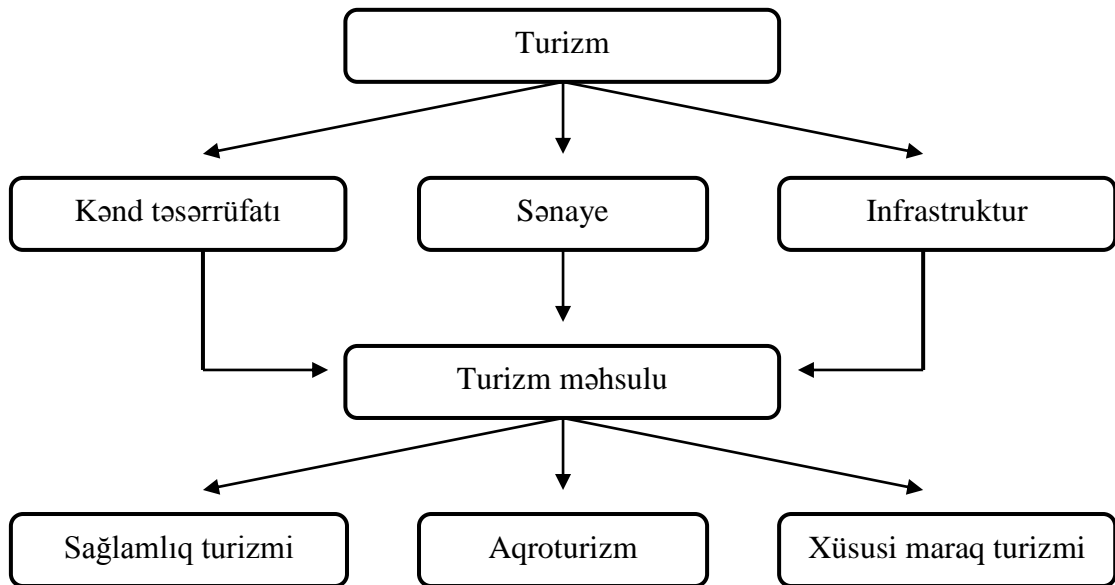 Turizm
Kənd təsərrüfatı
Sənaye
Infrastruktur
Turizm məhsulu
Sağlamlıq turizmi
Aqroturizm
Xüsusi maraq turizmi